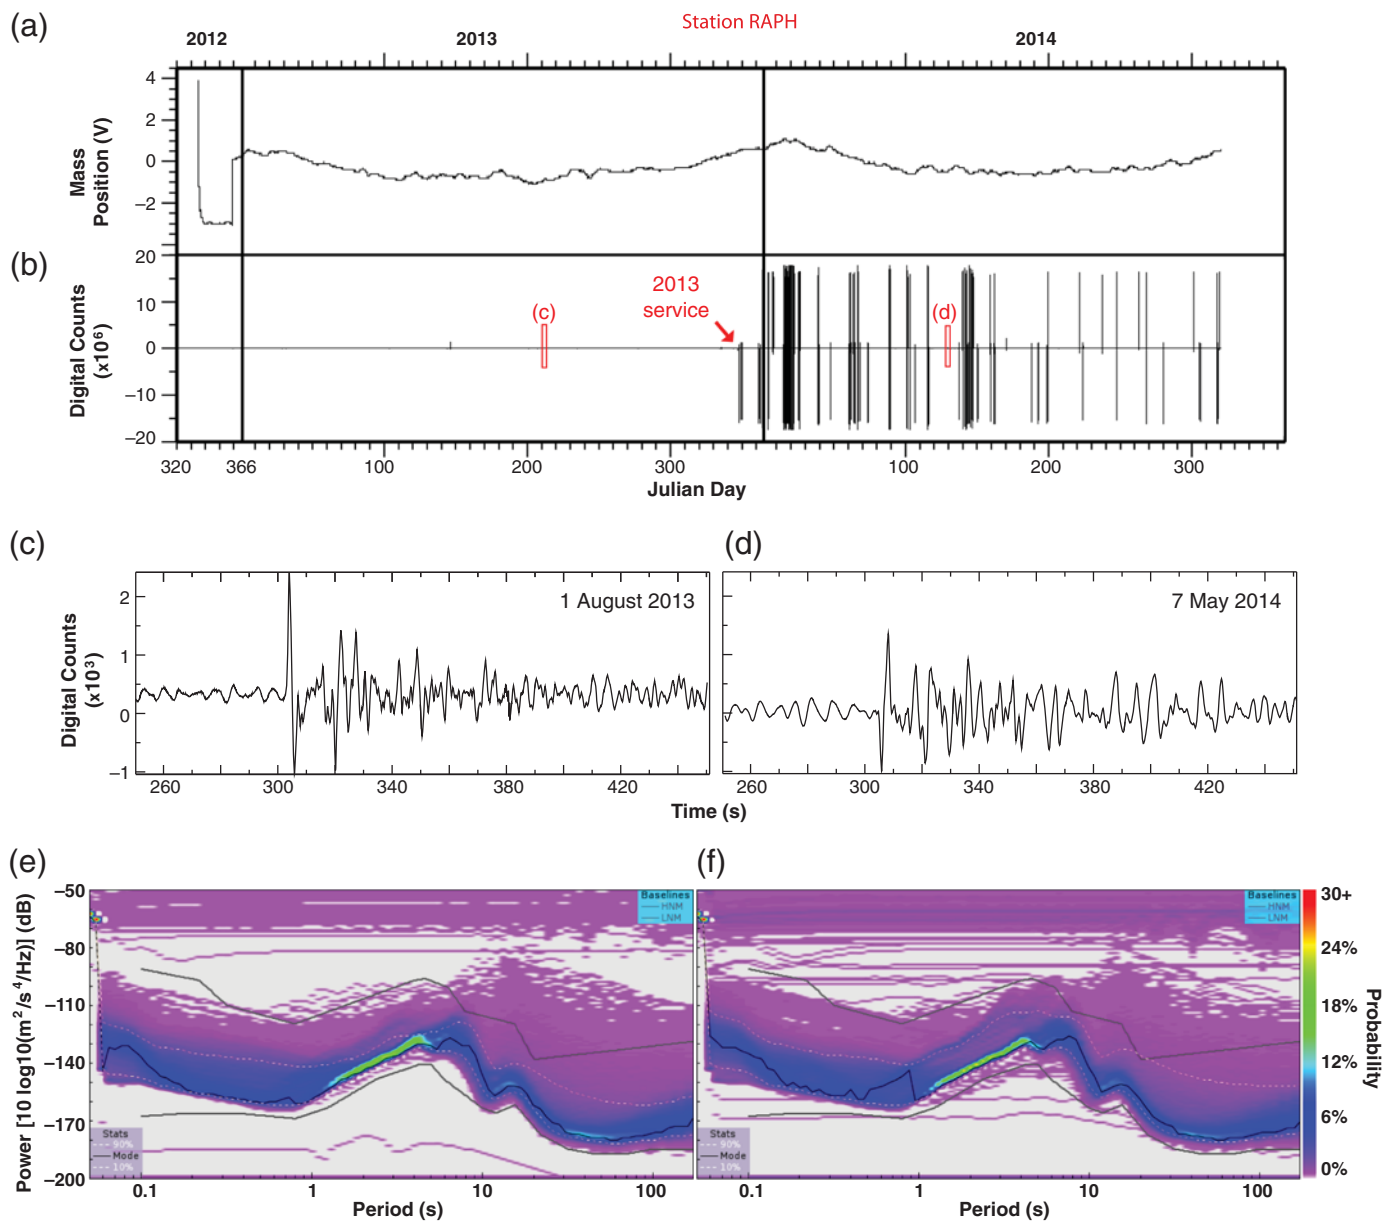 (a)
Station RAPH
2012 2013 2014
Mass
Position (V)
4
2
0
−2
(b)
Digital Counts
(x10⁶)
20
10
0
−10
−20
(c)
2013
service
(d)
320 366 100 200 300 100 200 300
Julian Day
(c)
(d)
Digital Counts
(x10³)
2
1
0
−1
1 August 2013
7 May 2014
260 300 340 380 420
260 300 340 380 420
Time (s)
(e)
(f)
Power [10 log10(m²/s⁴/Hz)] (dB)
−50
−80
−110
−140
−170
−200
Baselines
HNM
LNM
Stats
90%
Mode
10%
Baselines
HNM
LNM
Stats
90%
Mode
10%
30+
24%
18%
12%
6%
0%
Probability
0.1 1 10 100
0.1 1 10 100
Period (s)
Period (s)